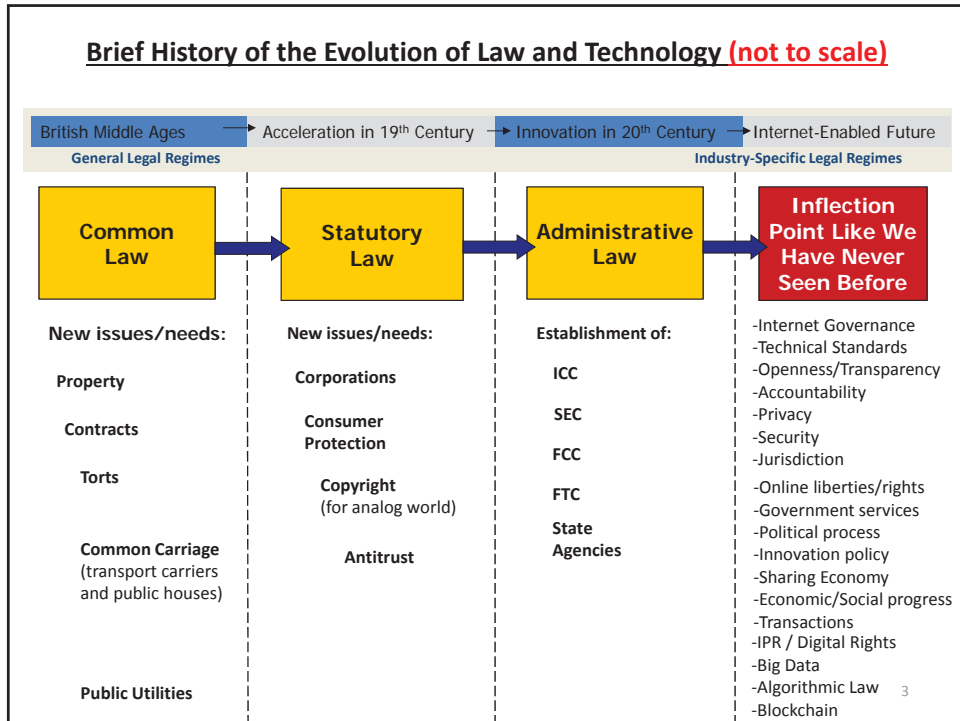 Brief History of the Evolution of Law and Technology (not to scale)
British Middle Ages
Acceleration in 19th Century
Innovation in 20th Century
Internet-Enabled Future
General Legal Regimes
Industry-Specific Legal Regimes
Common
Law
Statutory
Law
Administrative
Law
Inflection
Point Like We
Have Never
Seen Before
New issues/needs:
Property
Contracts
Torts
Common Carriage
(transport carriers
and public houses)
Public Utilities
New issues/needs:
Corporations
Consumer
Protection
Copyright
(for analog world)
Antitrust
Establishment of:
ICC
SEC
FCC
FTC
State
Agencies
-Internet Governance
-Technical Standards
-Openness/Transparency
-Accountability
-Privacy
-Security
-Jurisdiction
-Online liberties/rights
-Government services
-Political process
-Innovation policy
-Sharing Economy
-Economic/Social progress
-Transactions
-IPR / Digital Rights
-Big Data
-Algorithmic Law
-Blockchain
3